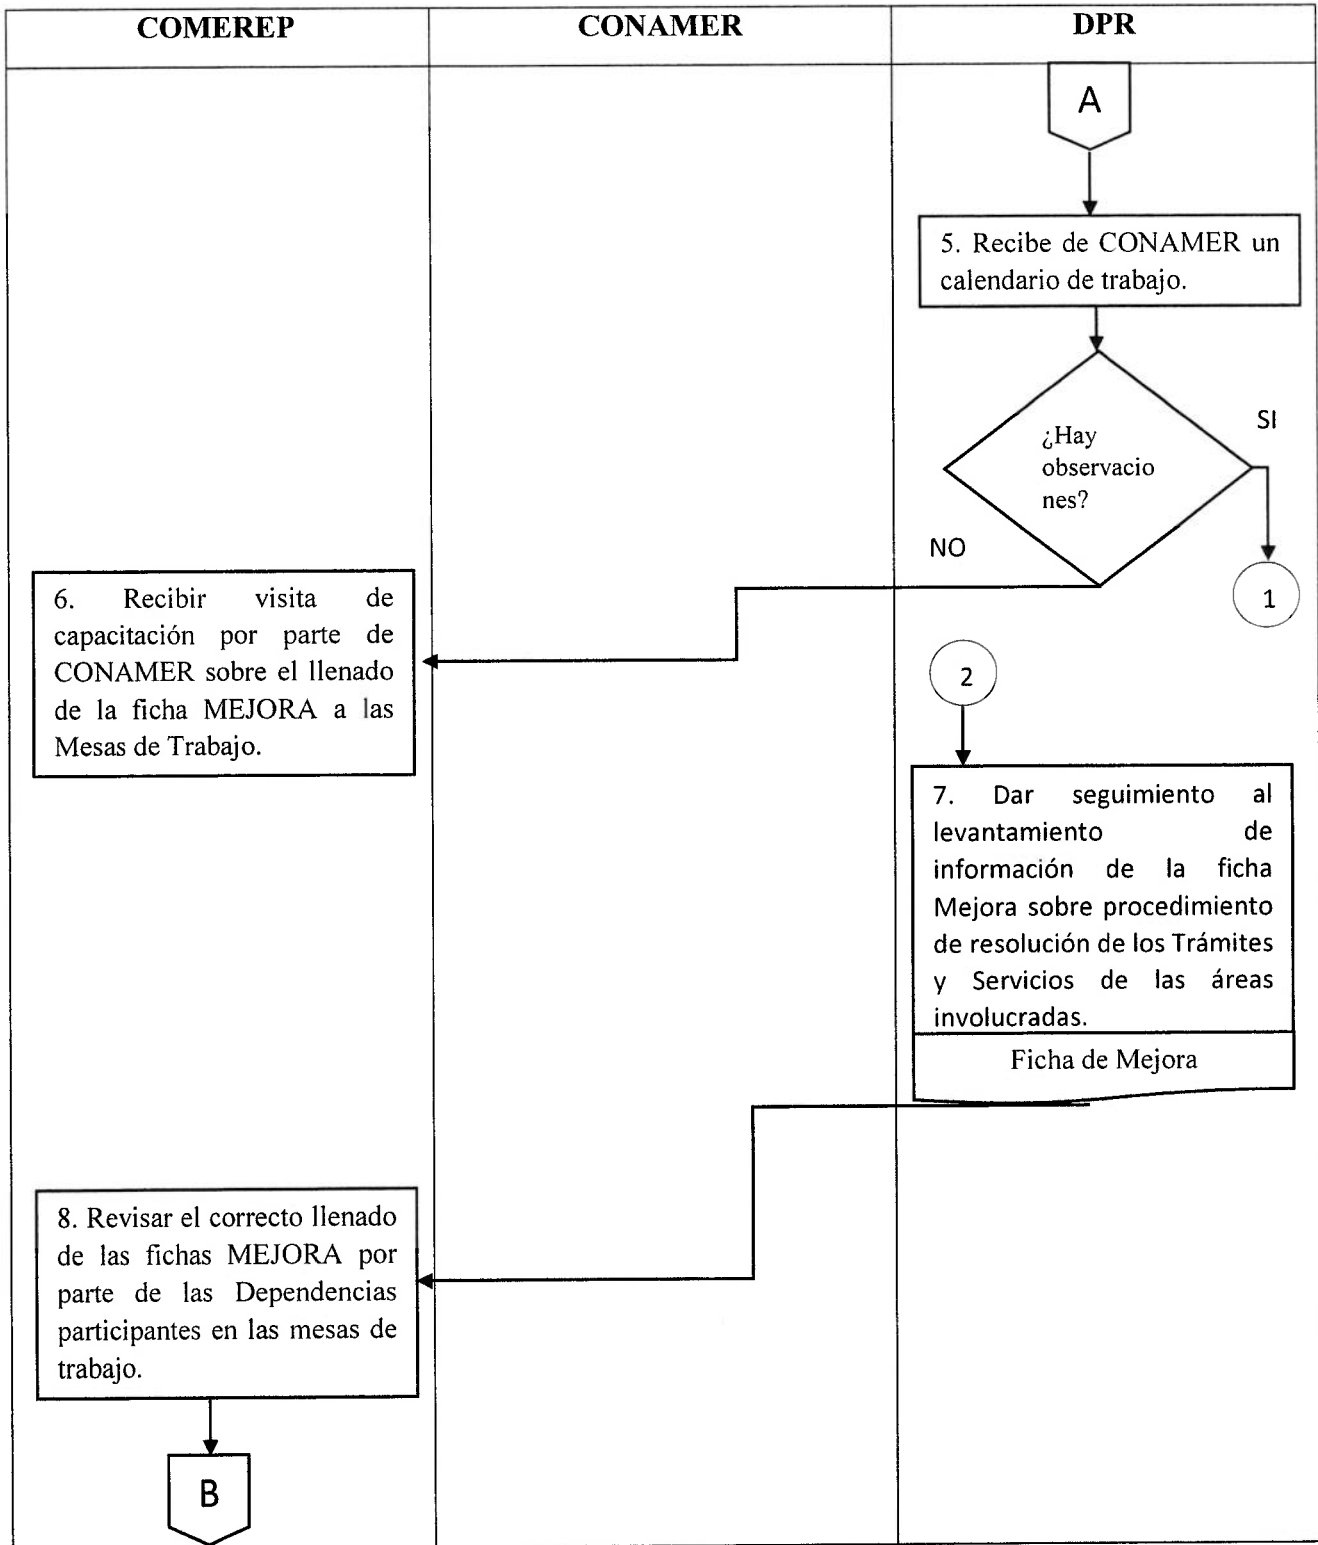 COMEREP
CONAMER
DPR
A
5. Recibe de CONAMER un
calendario de trabajo.
¿Hay
observacio
nes?
SI
NO
1
6. Recibir visita de
capacitación por parte de
CONAMER sobre el llenado
de la ficha MEJORA a las
Mesas de Trabajo.
2
7. Dar seguimiento al
levantamiento de
información de la ficha
Mejora sobre procedimiento
de resolución de los Trámites
y Servicios de las áreas
involucradas.
Ficha de Mejora
8. Revisar el correcto llenado
de las fichas MEJORA por
parte de las Dependencias
participantes en las mesas de
trabajo.
B